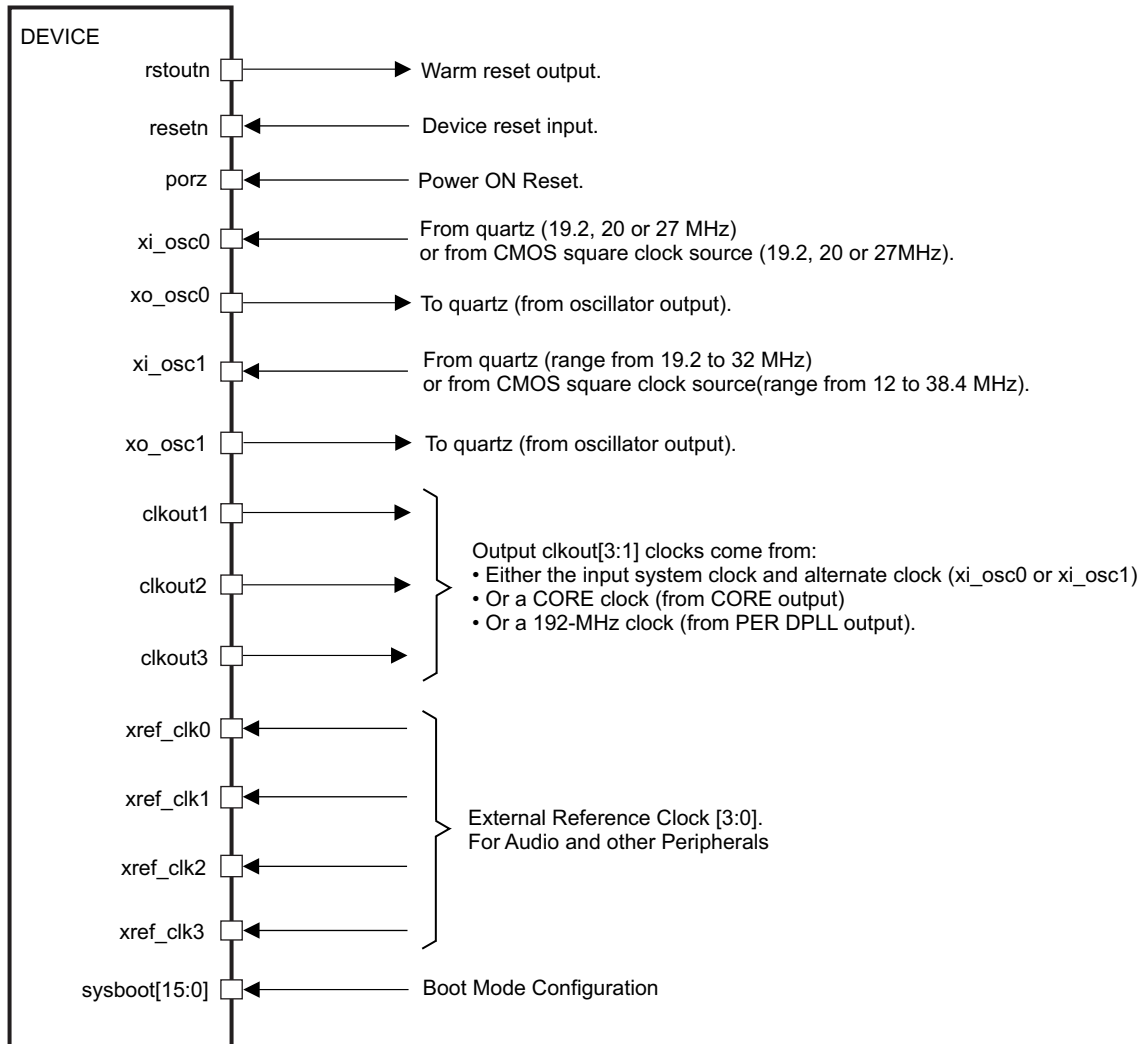 DEVICE
rstoutn
Warm reset output.
resetn
Device reset input.
porz
Power ON Reset.
xi_osc0
From quartz (19.2, 20 or 27 MHz)
or from CMOS square clock source (19.2, 20 or 27MHz).
xo_osc0
To quartz (from oscillator output).
xi_osc1
From quartz (range from 19.2 to 32 MHz)
or from CMOS square clock source(range from 12 to 38.4 MHz).
xo_osc1
To quartz (from oscillator output).
clkout1
clkout2
clkout3
Output clkout[3:1] clocks come from:
• Either the input system clock and alternate clock (xi_osc0 or xi_osc1)
• Or a CORE clock (from CORE output)
• Or a 192-MHz clock (from PER DPLL output).
xref_clk0
xref_clk1
xref_clk2
xref_clk3
External Reference Clock [3:0].
For Audio and other Peripherals
sysboot[15:0]
Boot Mode Configuration